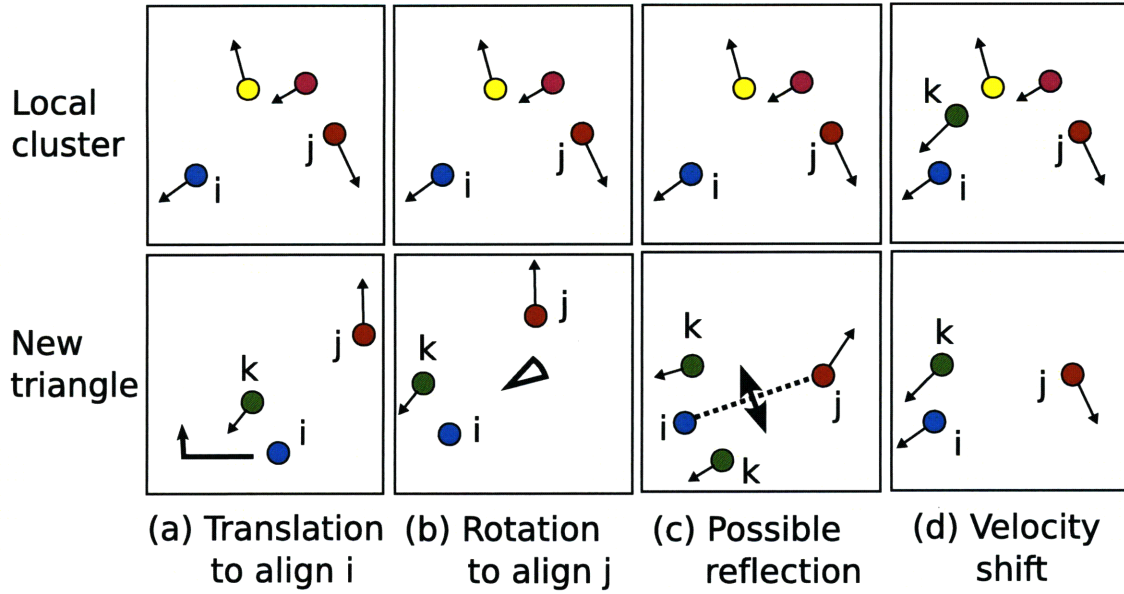 Local
cluster
j
i
j
i
j
i
k
j
i
New
triangle
j
k
i
j
k
i
k
j
i
k
k
j
i
(a) Translation
to align i
(b) Rotation
to align j
(c) Possible
reflection
(d) Velocity
shift